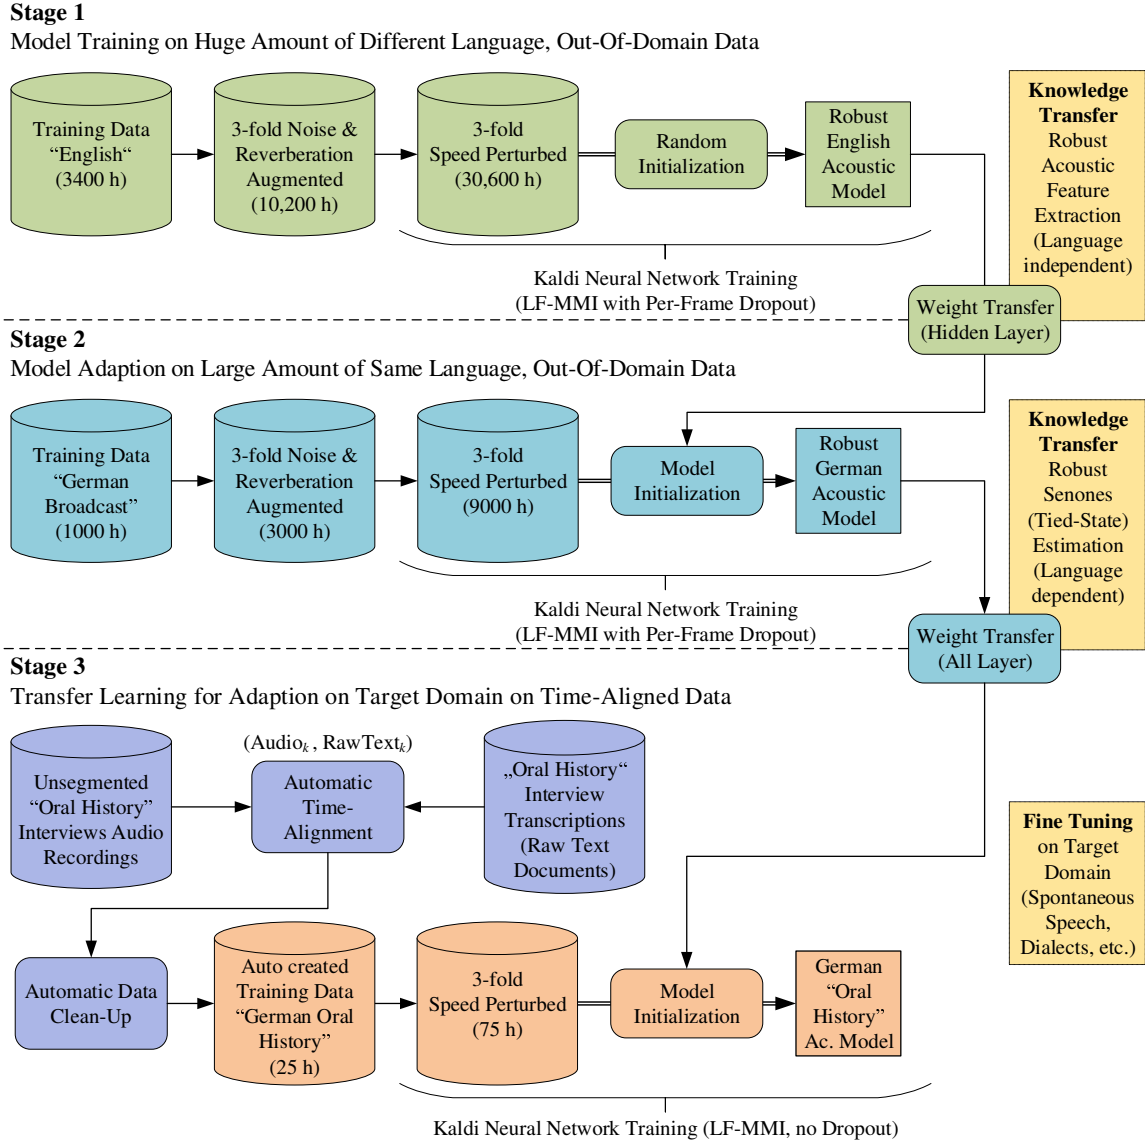 Stage 1
Model Training on Huge Amount of Different Language, Out-Of-Domain Data
Training Data
“English“
(3400 h)
3-fold Noise &
Reverberation
Augmented
(10,200 h)
3-fold
Speed Perturbed
(30,600 h)
Random
Initialization
Robust
English
Acoustic
Model
Knowledge
Transfer
Robust
Acoustic
Feature
Extraction
(Language
independent)
Kaldi Neural Network Training
(LF-MMI with Per-Frame Dropout)
Weight Transfer
(Hidden Layer)
Stage 2
Model Adaption on Large Amount of Same Language, Out-Of-Domain Data
Training Data
“German
Broadcast”
(1000 h)
3-fold Noise &
Reverberation
Augmented
(3000 h)
3-fold
Speed Perturbed
(9000 h)
Model
Initialization
Robust
German
Acoustic
Model
Knowledge
Transfer
Robust
Senones
(Tied-State)
Estimation
(Language
dependent)
Kaldi Neural Network Training
(LF-MMI with Per-Frame Dropout)
Weight Transfer
(All Layer)
Stage 3
Transfer Learning for Adaption on Target Domain on Time-Aligned Data
Unsegmented
“Oral History”
Interviews Audio
Recordings
(Audioₖ , RawTextₖ)
Automatic
Time-
Alignment
„Oral History“
Interview
Transcriptions
(Raw Text
Documents)
Fine Tuning
on Target
Domain
(Spontaneous
Speech,
Dialects, etc.)
Automatic Data
Clean-Up
Auto created
Training Data
“German Oral
History”
(25 h)
3-fold
Speed Perturbed
(75 h)
Model
Initialization
German
“Oral
History”
Ac. Model
Kaldi Neural Network Training (LF-MMI, no Dropout)